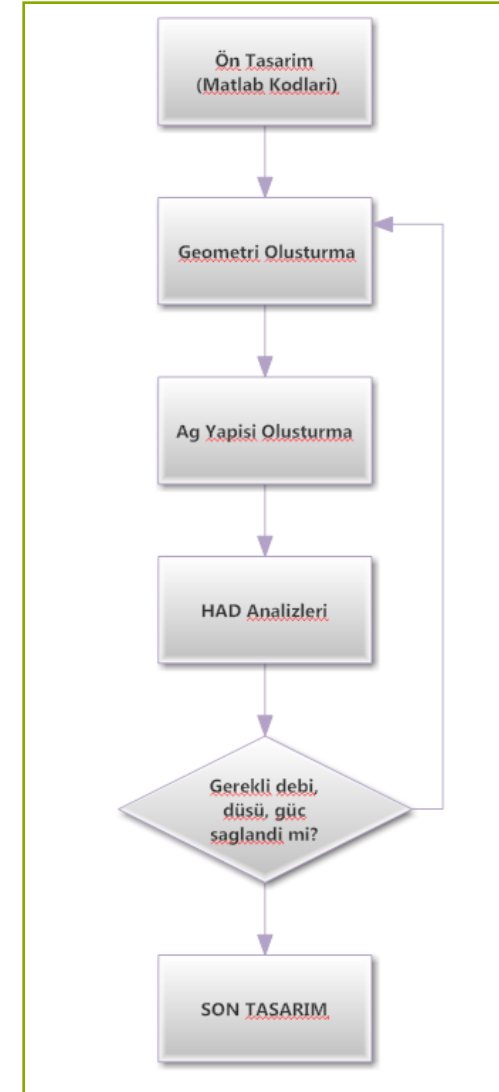 Ön Tasarim
(Matlab Kodlari)
Geometri Olusturma
Ag Yapisi Olusturma
HAD Analizleri
Gerekli debi,
düsü, güc
saglandi mi?
SON TASARIM